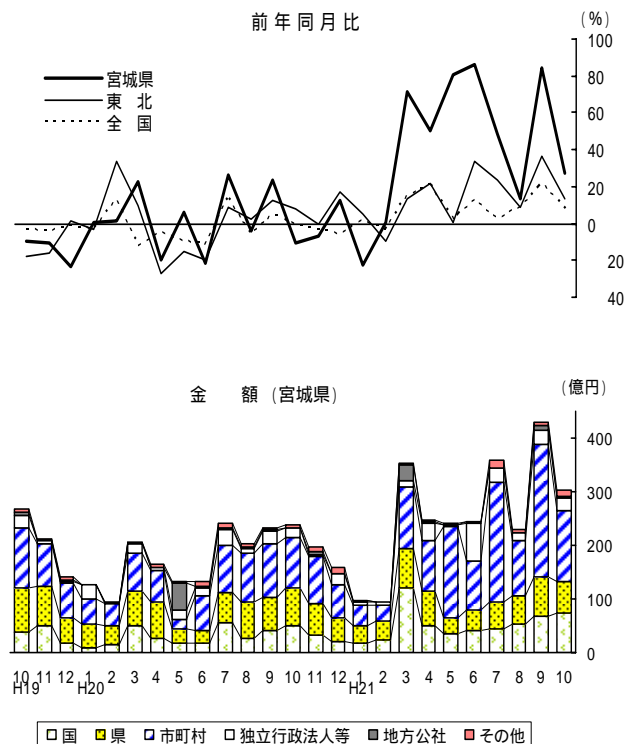 前年同月比
(%)
宮城県
東 北
全 国
100
80
60
40
20
0
20
40
金 額 (宮城県)
(億円)
400
300
200
100
0
10 11 12 1 2 3 4 5 6 7 8 9 10 11 12 1 2 3 4 5 6 7 8 9 10
H19 H20 H21
国 県 市町村 独立行政法人等 地方公社 その他